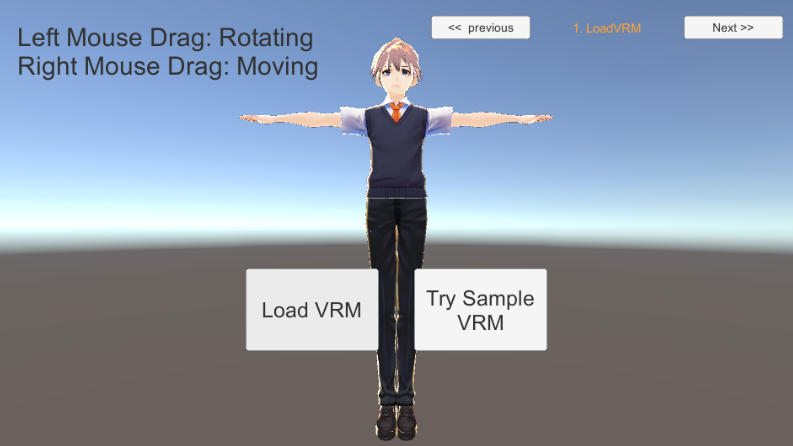 Left Mouse Drag: Rotating
Right Mouse Drag: Moving
<< previous
1. LoadVRM
Next >>
Load VRM
Try Sample
VRM